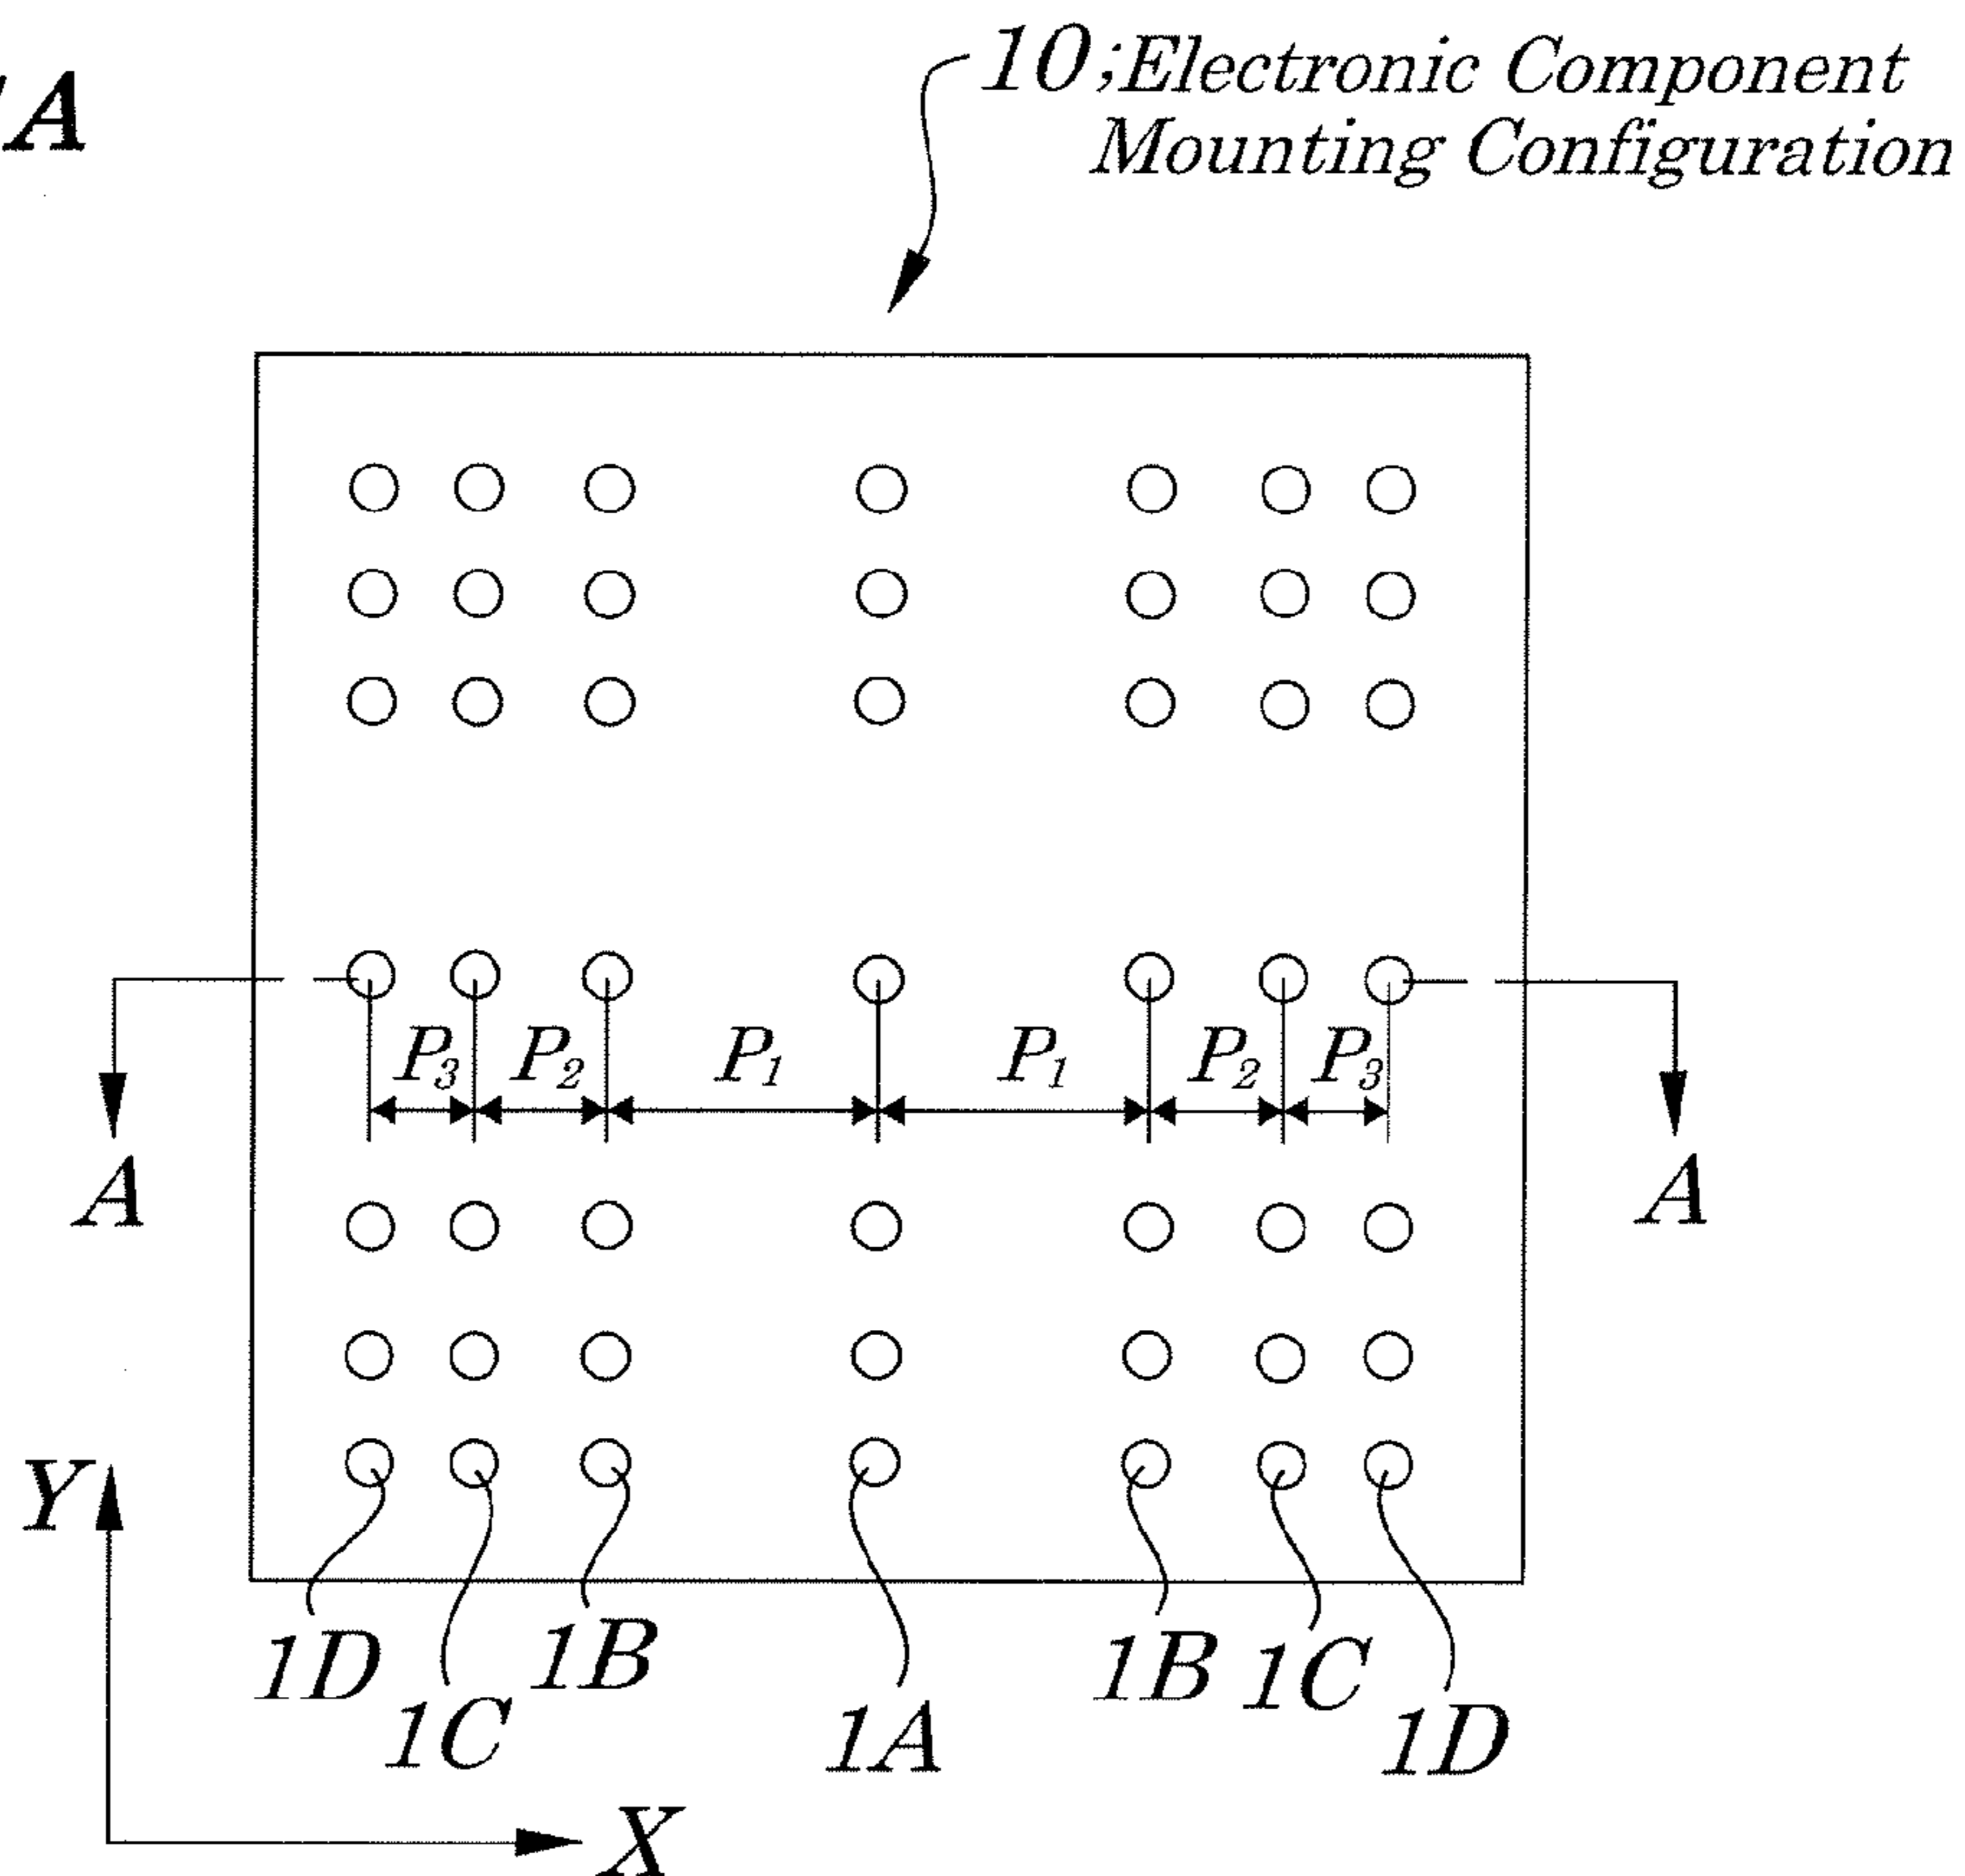 A
10;Electronic Component
Mounting Configuration
P3 P2 P1 P1 P2 P3
A A
Y
1D 1C 1B 1A 1B 1C 1D
X